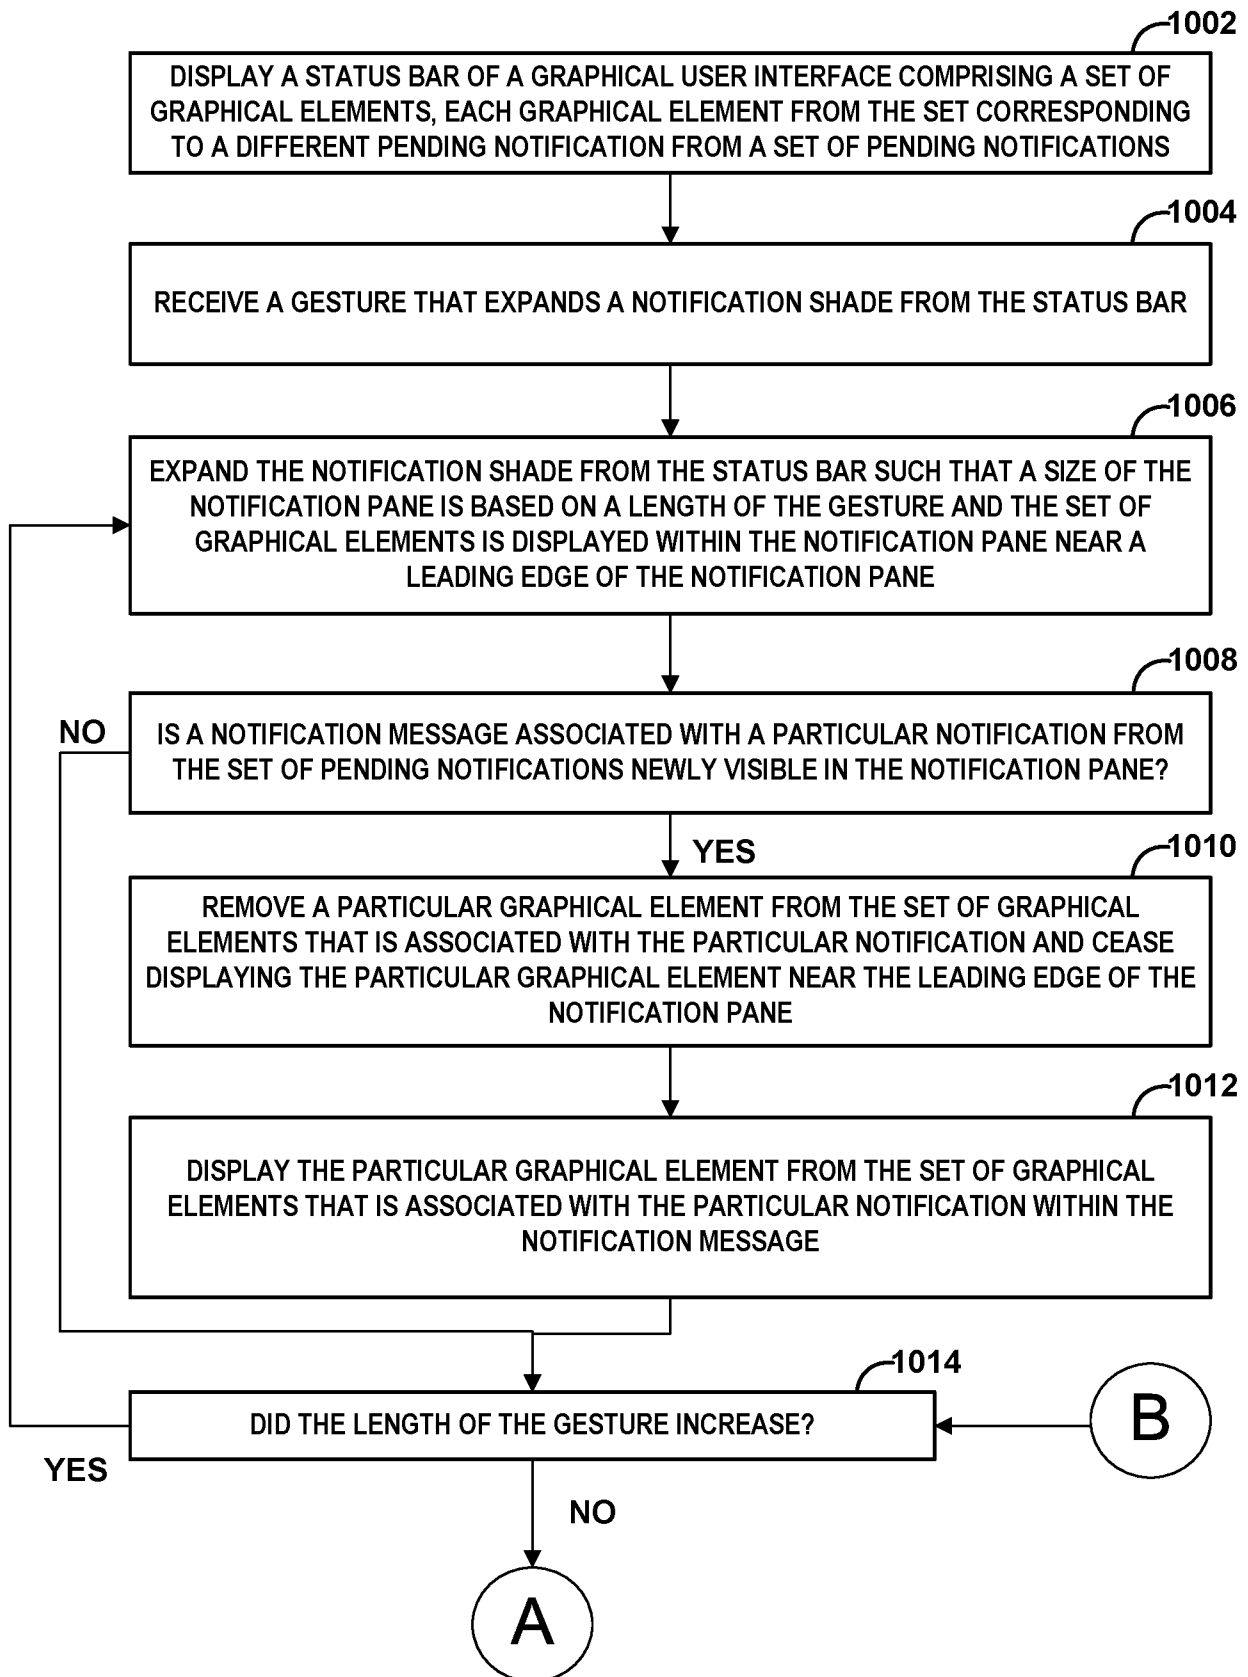 1002
DISPLAY A STATUS BAR OF A GRAPHICAL USER INTERFACE COMPRISING A SET OF
GRAPHICAL ELEMENTS, EACH GRAPHICAL ELEMENT FROM THE SET CORRESPONDING
TO A DIFFERENT PENDING NOTIFICATION FROM A SET OF PENDING NOTIFICATIONS
1004
RECEIVE A GESTURE THAT EXPANDS A NOTIFICATION SHADE FROM THE STATUS BAR
1006
EXPAND THE NOTIFICATION SHADE FROM THE STATUS BAR SUCH THAT A SIZE OF THE
NOTIFICATION PANE IS BASED ON A LENGTH OF THE GESTURE AND THE SET OF
GRAPHICAL ELEMENTS IS DISPLAYED WITHIN THE NOTIFICATION PANE NEAR A
LEADING EDGE OF THE NOTIFICATION PANE
1008
NO
IS A NOTIFICATION MESSAGE ASSOCIATED WITH A PARTICULAR NOTIFICATION FROM
THE SET OF PENDING NOTIFICATIONS NEWLY VISIBLE IN THE NOTIFICATION PANE?
YES
1010
REMOVE A PARTICULAR GRAPHICAL ELEMENT FROM THE SET OF GRAPHICAL
ELEMENTS THAT IS ASSOCIATED WITH THE PARTICULAR NOTIFICATION AND CEASE
DISPLAYING THE PARTICULAR GRAPHICAL ELEMENT NEAR THE LEADING EDGE OF THE
NOTIFICATION PANE
1012
DISPLAY THE PARTICULAR GRAPHICAL ELEMENT FROM THE SET OF GRAPHICAL
ELEMENTS THAT IS ASSOCIATED WITH THE PARTICULAR NOTIFICATION WITHIN THE
NOTIFICATION MESSAGE
1014
DID THE LENGTH OF THE GESTURE INCREASE?
B
YES
NO
A